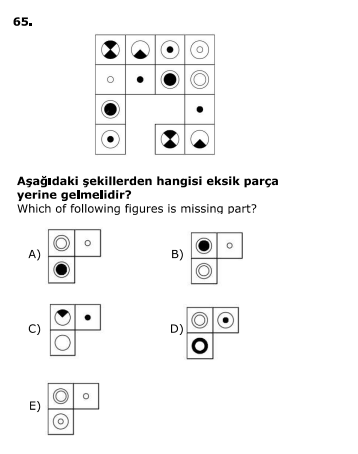 65.
Aşağıdaki şekillerden hangisi eksik parça
yerine gelmelidir?
Which of following figures is missing part?
A)
B)
C)
D)
E)